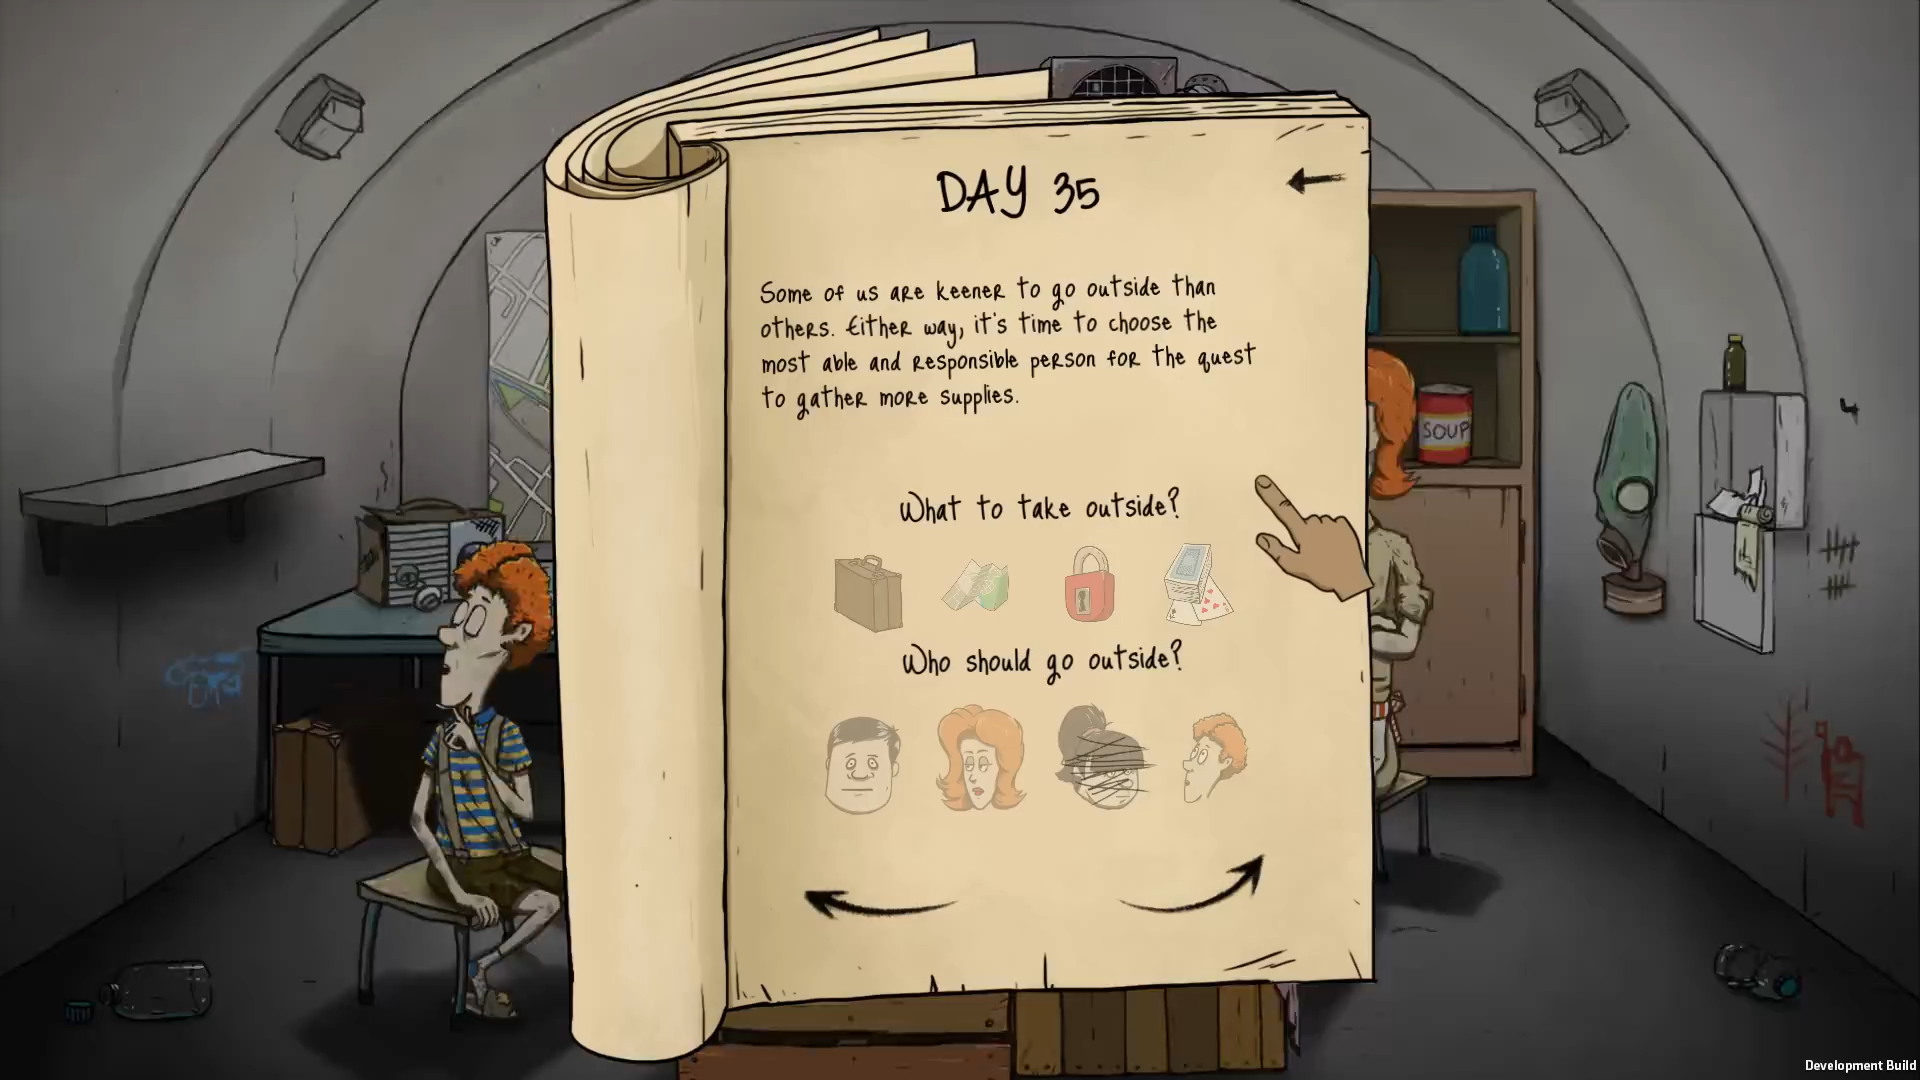 DAY 35
Some of us are keener to go outside than
others. Either way, it's time to choose the
most able and responsible person for the quest
to gather more supplies.
What to take outside?
Who should go outside?
SOUP
Development Build